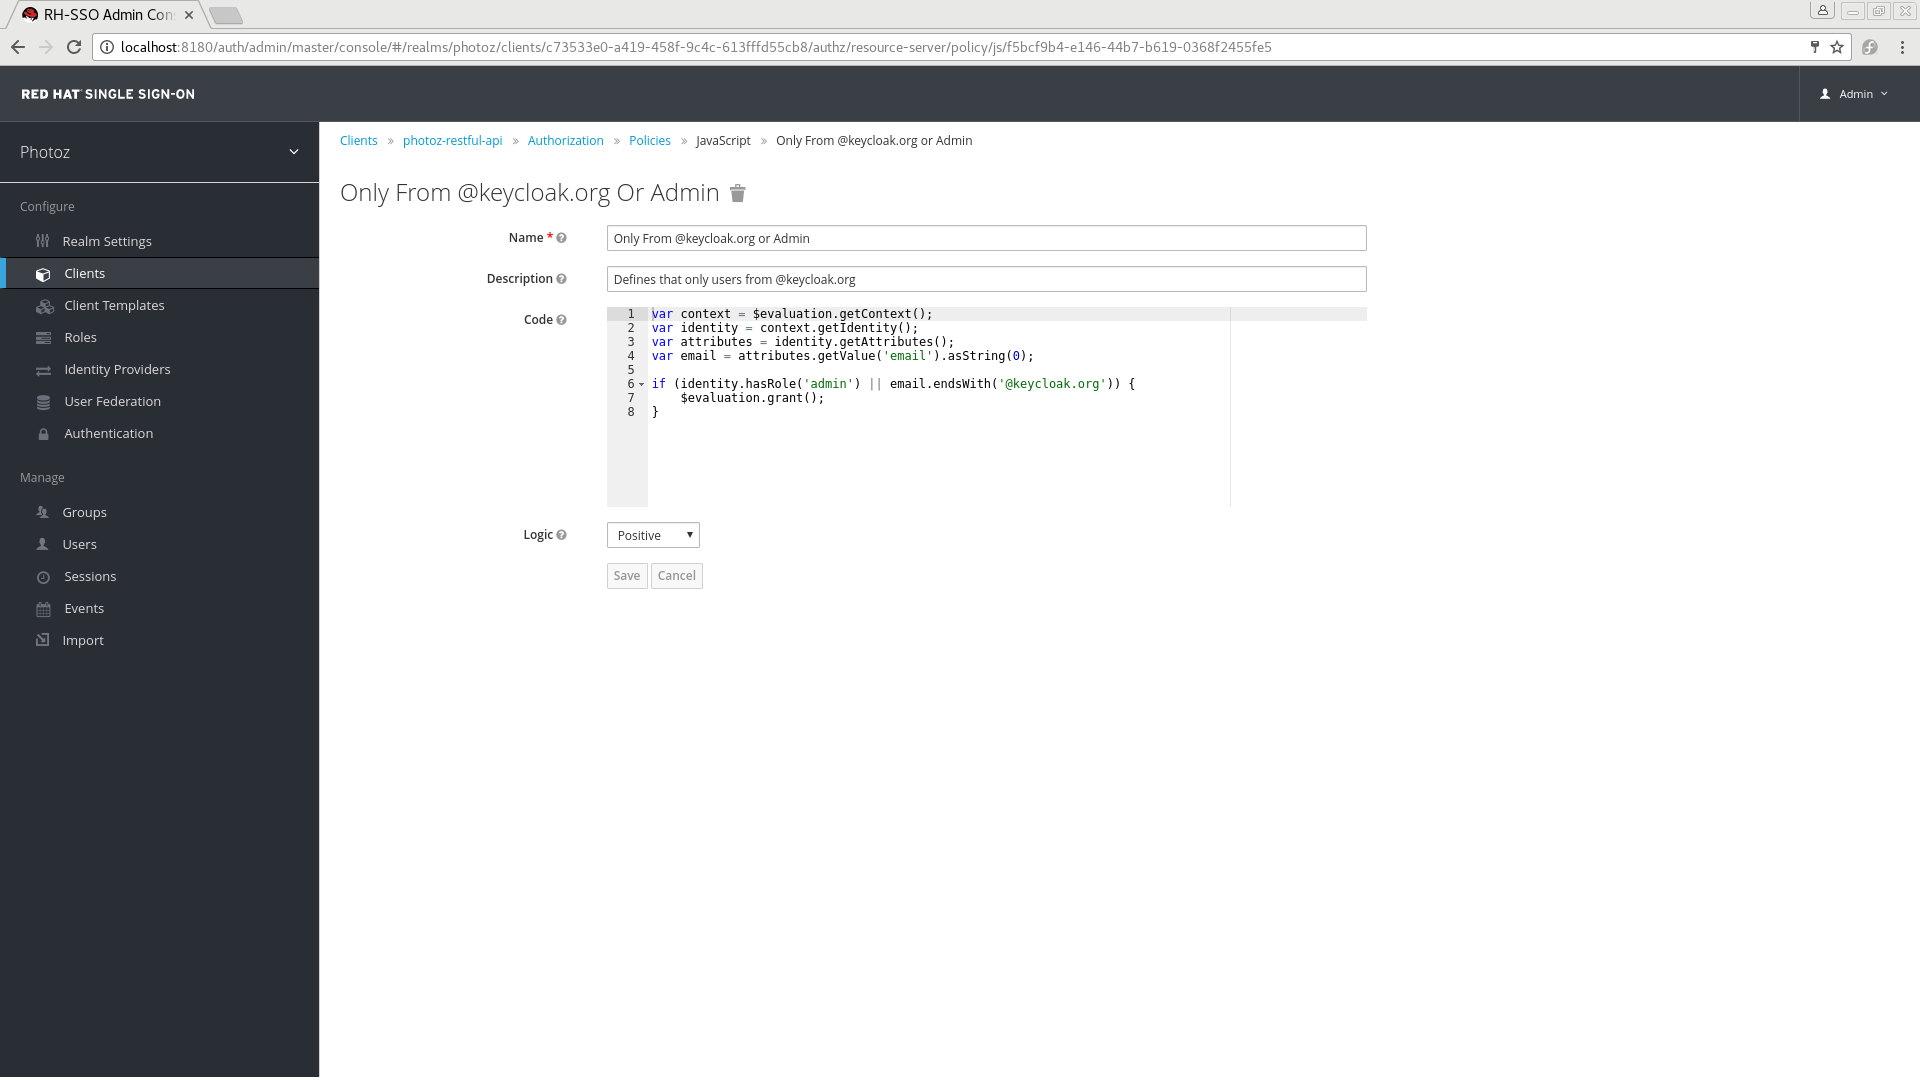 RH-SSO Admin Con
localhost:8180/auth/admin/master/console/#/realms/photoz/clients/c73533e0-a419-458f-9c4c-613fffd55cb8/authz/resource-server/policy/js/f5bcf9b4-e146-44b7-b619-0368f2455fe5
RED HAT SINGLE SIGN-ON
Admin
Photoz
Configure
Realm Settings
Clients
Client Templates
Roles
Identity Providers
User Federation
Authentication
Manage
Groups
Users
Sessions
Events
Import
Clients » photoz-restful-api » Authorization » Policies » JavaScript » Only From @keycloak.org or Admin
Only From @keycloak.org Or Admin
Name * Only From @keycloak.org or Admin
Description Defines that only users from @keycloak.org
Code
1 var context = $evaluation.getContext();
2 var identity = context.getIdentity();
3 var attributes = identity.getAttributes();
4 var email = attributes.getValue('email').asString(0);
5
6 if (identity.hasRole('admin') || email.endsWith('@keycloak.org')) {
7     $evaluation.grant();
8 }
Logic Positive
Save Cancel